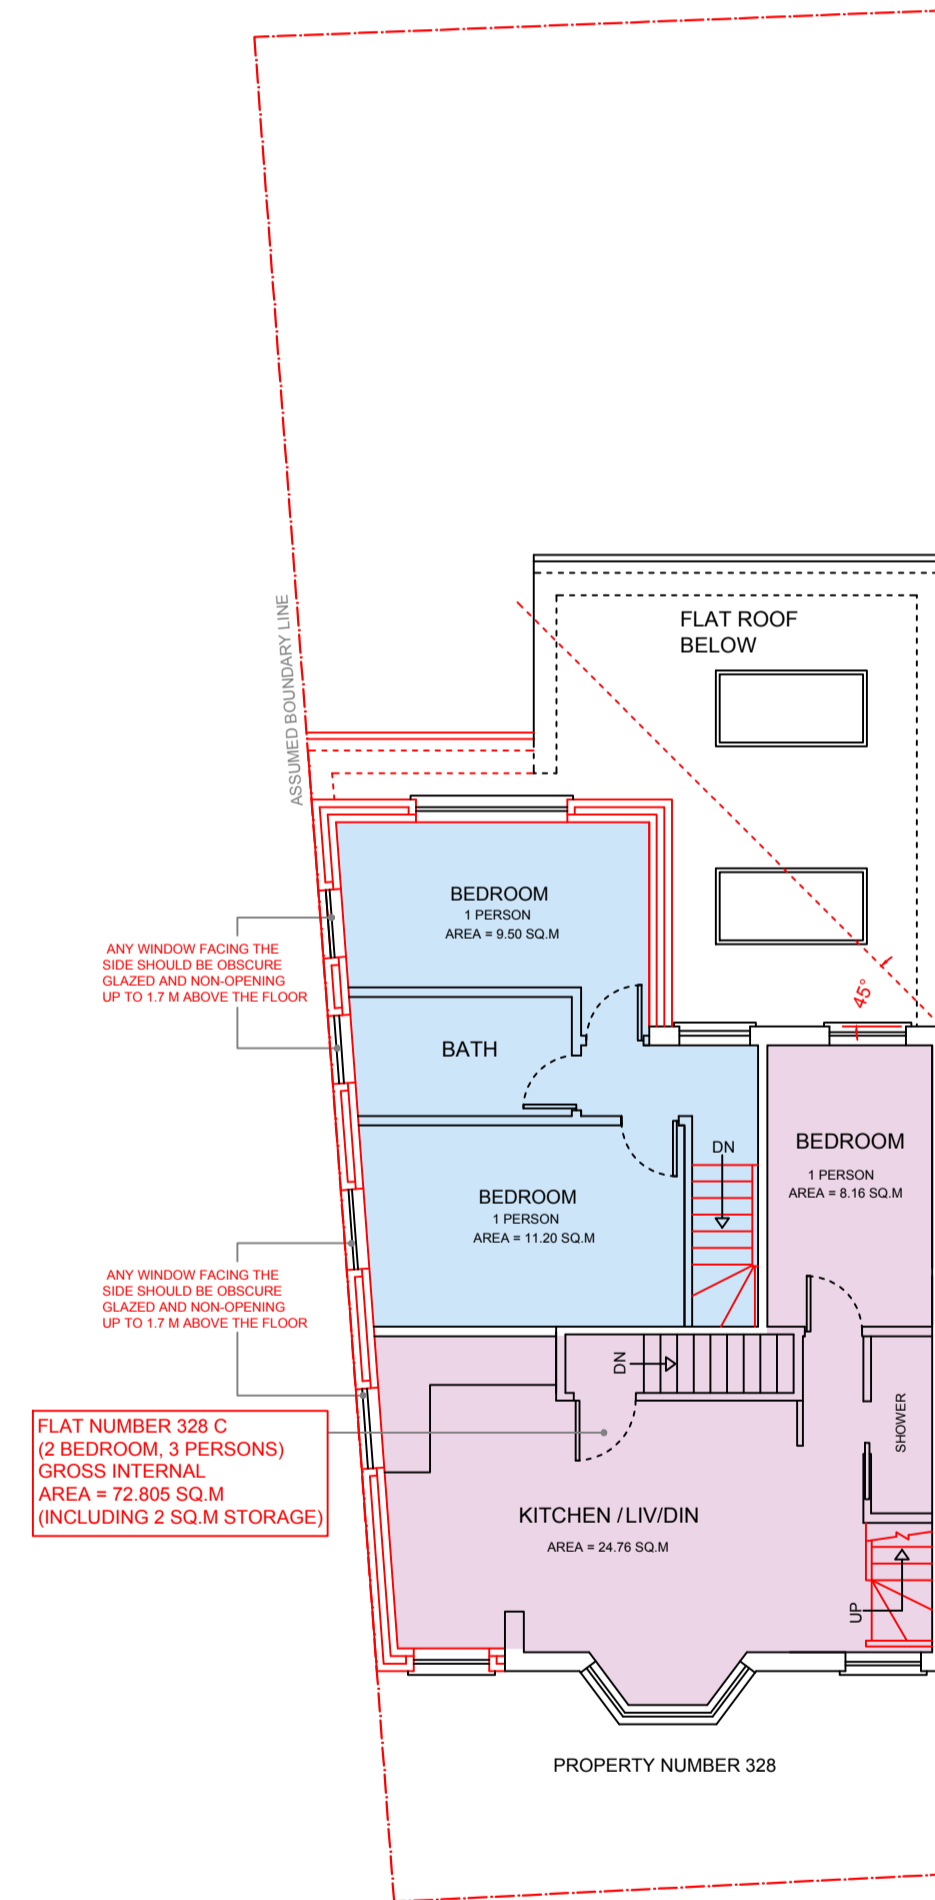 FLAT ROOF
BELOW
ASSUMED BOUNDARY LINE
BEDROOM
1 PERSON
AREA = 9.50 SQ.M
ANY WINDOW FACING THE
SIDE SHOULD BE OBSCURE
GLAZED AND NON-OPENING
UP TO 1.7 M ABOVE THE FLOOR
45°
BATH
DN
BEDROOM
1 PERSON
AREA = 8.16 SQ.M
BEDROOM
1 PERSON
AREA = 11.20 SQ.M
ANY WINDOW FACING THE
SIDE SHOULD BE OBSCURE
GLAZED AND NON-OPENING
UP TO 1.7 M ABOVE THE FLOOR
DN
SHOWER
FLAT NUMBER 328 C
(2 BEDROOM, 3 PERSONS)
GROSS INTERNAL
AREA = 72.805 SQ.M
(INCLUDING 2 SQ.M STORAGE)
KITCHEN /LIV/DIN
AREA = 24.76 SQ.M
UP
PROPERTY NUMBER 328